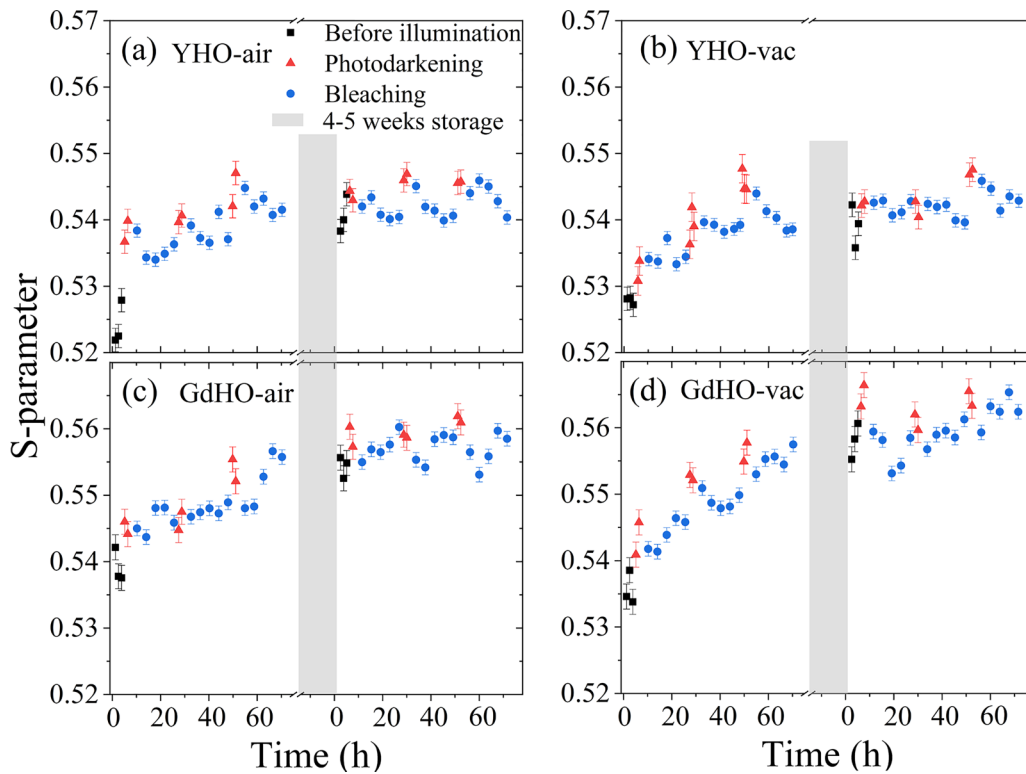 0.57
0.56
0.55
0.54
0.53
0.52
(a) YHO-air
Before illumination
Photodarkening
Bleaching
4-5 weeks storage
0.57
0.56
0.55
0.54
0.53
0.52
(b) YHO-vac
S-parameter
0.56
0.55
0.54
0.53
0.52
(c) GdHO-air
0 20 40 60 0 20 40 60
Time (h)
0.56
0.55
0.54
0.53
0.52
(d) GdHO-vac
0 20 40 60 0 20 40 60
Time (h)